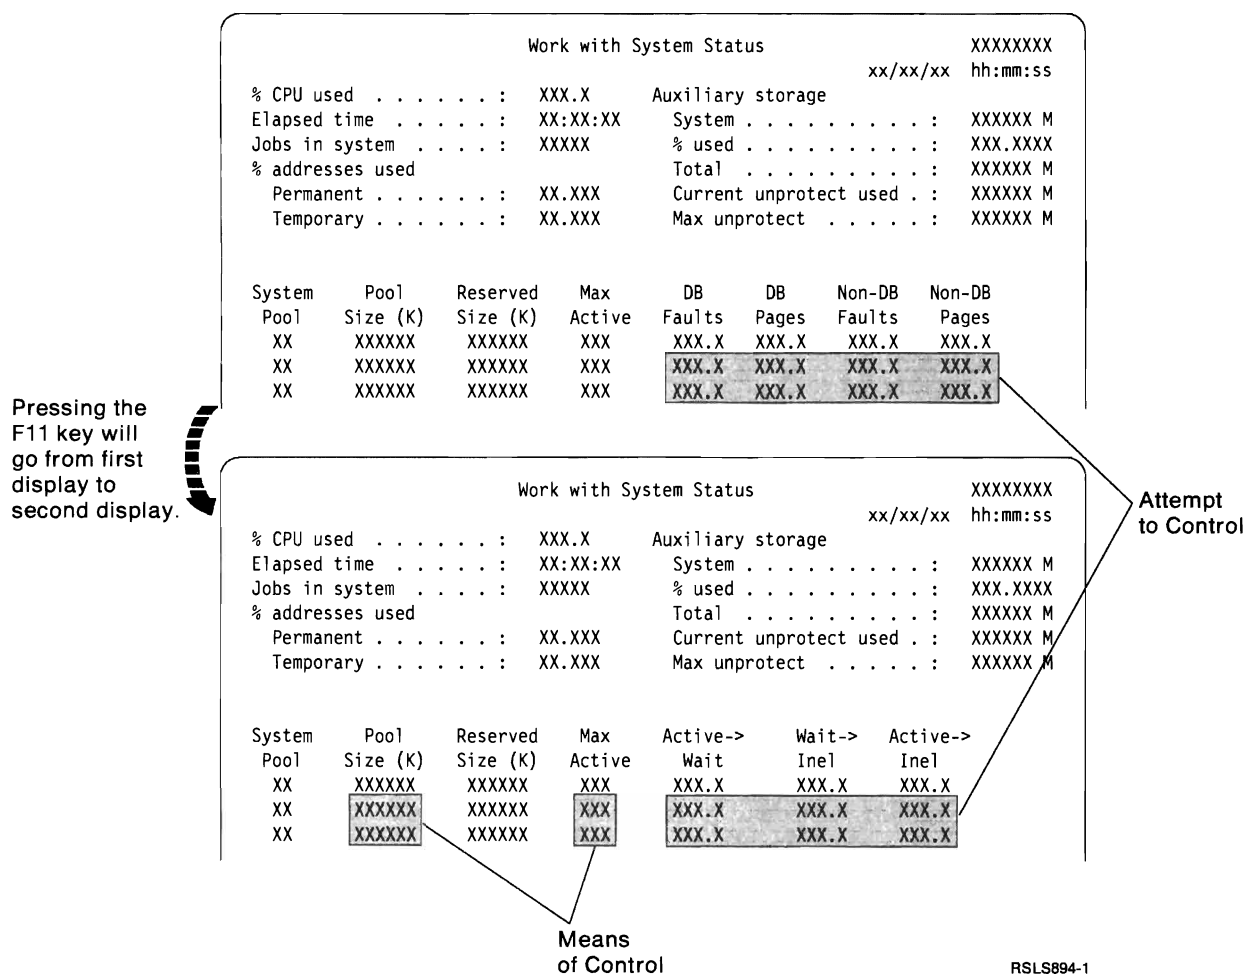 Work with System Status XXXXXXXX
xx/xx/xx hh:mm:ss
% CPU used . . . . . . : XXX.X Auxiliary storage
Elapsed time . . . . . : XX:XX:XX System . . . . . . . . . : XXXXXX M
Jobs in system . . . . : XXXXX % used . . . . . . . . . : XXX.XXXX
% addresses used Total . . . . . . . . . : XXXXXX M
Permanent . . . . . . : XX.XXX Current unprotect used . : XXXXXX M
Temporary . . . . . . : XX.XXX Max unprotect . . . . . : XXXXXX M
System Pool Reserved Max DB DB Non-DB Non-DB
Pool Size (K) Size (K) Active Faults Pages Faults Pages
XX XXXXXX XXXXXX XXX XXX.X XXX.X XXX.X XXX.X
XX XXXXXX XXXXXX XXX XXX.X XXX.X XXX.X XXX.X
XX XXXXXX XXXXXX XXX XXX.X XXX.X XXX.X XXX.X
Pressing the
F11 key will
go from first
display to
second display.
Work with System Status XXXXXXXX
xx/xx/xx hh:mm:ss
% CPU used . . . . . . : XXX.X Auxiliary storage
Elapsed time . . . . . : XX:XX:XX System . . . . . . . . . : XXXXXX M
Jobs in system . . . . : XXXXX % used . . . . . . . . . : XXX.XXXX
% addresses used Total . . . . . . . . . : XXXXXX M
Permanent . . . . . . : XX.XXX Current unprotect used . : XXXXXX M
Temporary . . . . . . : XX.XXX Max unprotect . . . . . : XXXXXX M
Attempt
to Control
System Pool Reserved Max Active-> Wait-> Active->
Pool Size (K) Size (K) Active Wait Inel Inel
XX XXXXXX XXXXXX XXX XXX.X XXX.X XXX.X
XX XXXXXX XXXXXX XXX XXX.X XXX.X XXX.X
XX XXXXXX XXXXXX XXX XXX.X XXX.X XXX.X
Means
of Control
RSLS894-1